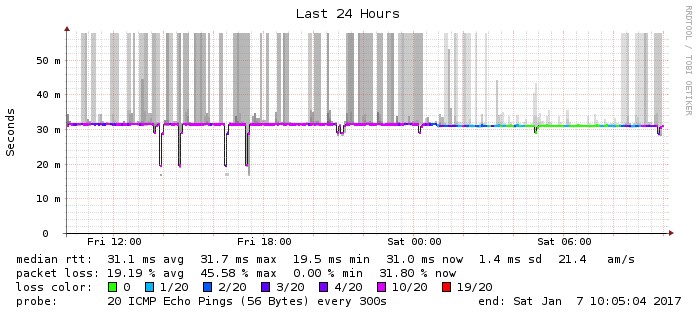 Last 24 Hours
RRDTOOL / TOBI OETIKER
Seconds
50 m
40 m
30 m
20 m
10 m
0
Fri 12:00 Fri 18:00 Sat 00:00 Sat 06:00
median rtt: 31.1 ms avg 31.7 ms max 19.5 ms min 31.0 ms now 1.4 ms sd 21.4 am/s
packet loss: 19.19 % avg 45.58 % max 0.00 % min 31.80 % now
loss color: 0 1/20 2/20 3/20 4/20 10/20 19/20
probe: 20 ICMP Echo Pings (56 Bytes) every 300s end: Sat Jan 7 10:05:04 2017